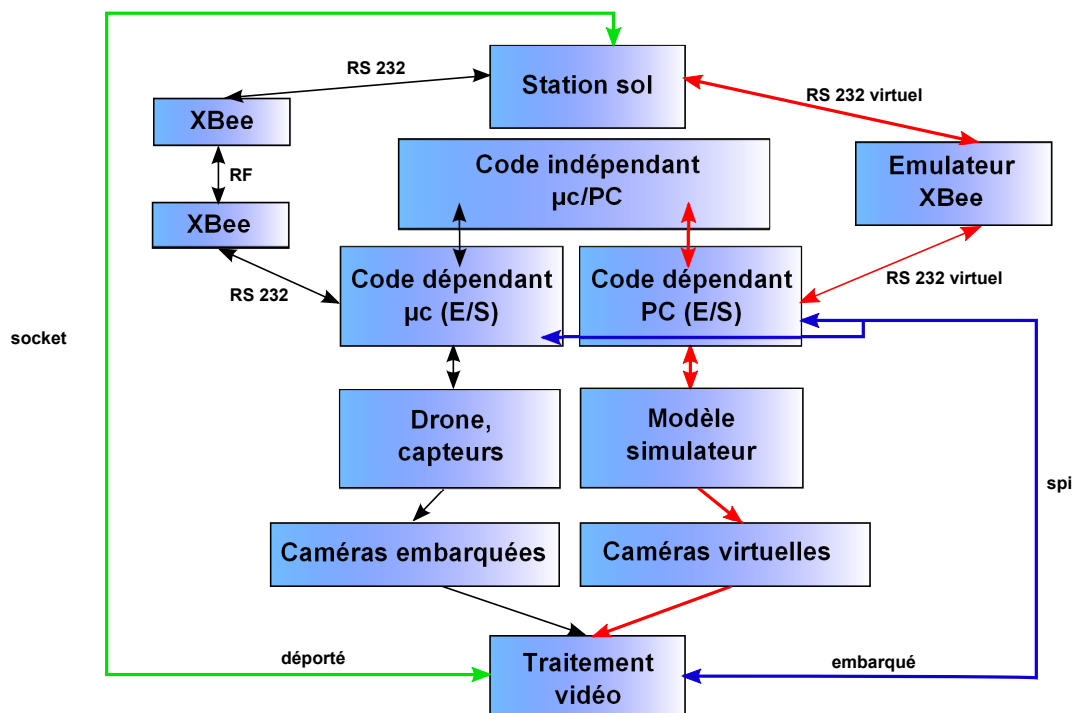 Station sol
RS 232
RS 232 virtuel
XBee
RF
XBee
Code indépendant
µc/PC
Emulateur
XBee
RS 232
Code dépendant
µc (E/S)
Code dépendant
PC (E/S)
RS 232 virtuel
socket
Drone,
capteurs
Modèle
simulateur
spi
Caméras embarquées
Caméras virtuelles
déporté
Traitement
vidéo
embarqué